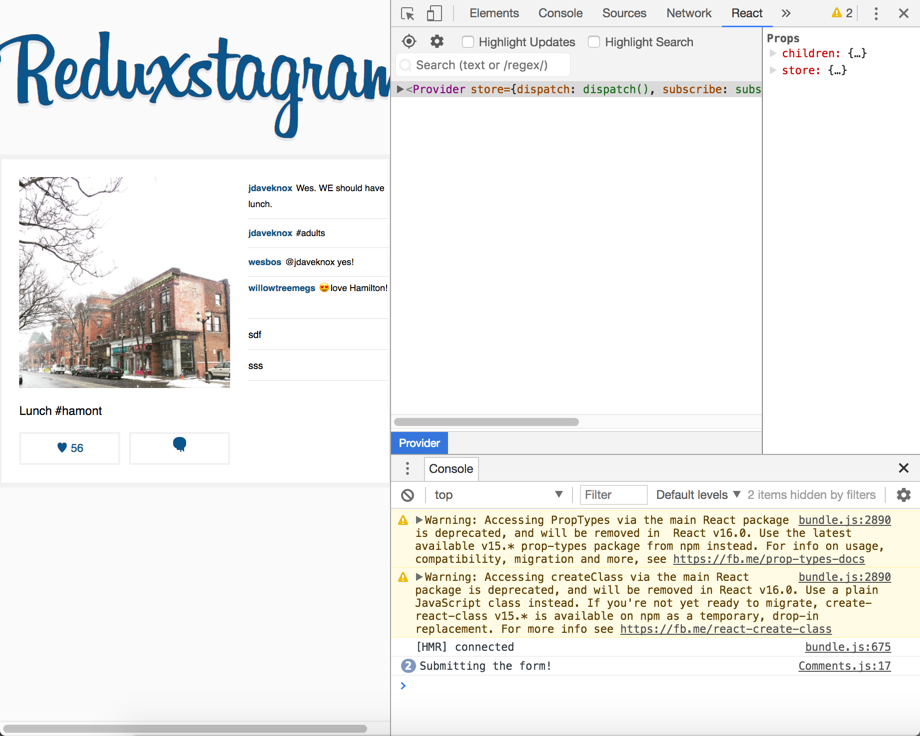 Reduxstagram
jdaveknox Wes. WE should have
lunch.
jdaveknox #adults
wesbos @jdaveknox yes!
willowtreemegs 😍love Hamilton!
sdf
sss
Lunch #hamont
56
Elements Console Sources Network React » 2
Highlight Updates Highlight Search
Search (text or /regex/)
<Provider store={dispatch: dispatch(), subscribe: subs
Props
children: {…}
store: {…}
Provider
Console
top Filter Default levels 2 items hidden by filters
Warning: Accessing PropTypes via the main React package bundle.js:2890
is deprecated, and will be removed in React v16.0. Use the latest
available v15.* prop-types package from npm instead. For info on usage,
compatibility, migration and more, see https://fb.me/prop-types-docs
Warning: Accessing createClass via the main React bundle.js:2890
package is deprecated, and will be removed in React v16.0. Use a plain
JavaScript class instead. If you're not yet ready to migrate, create-
react-class v15.* is available on npm as a temporary, drop-in
replacement. For more info see https://fb.me/react-create-class
[HMR] connected bundle.js:675
2 Submitting the form! Comments.js:17